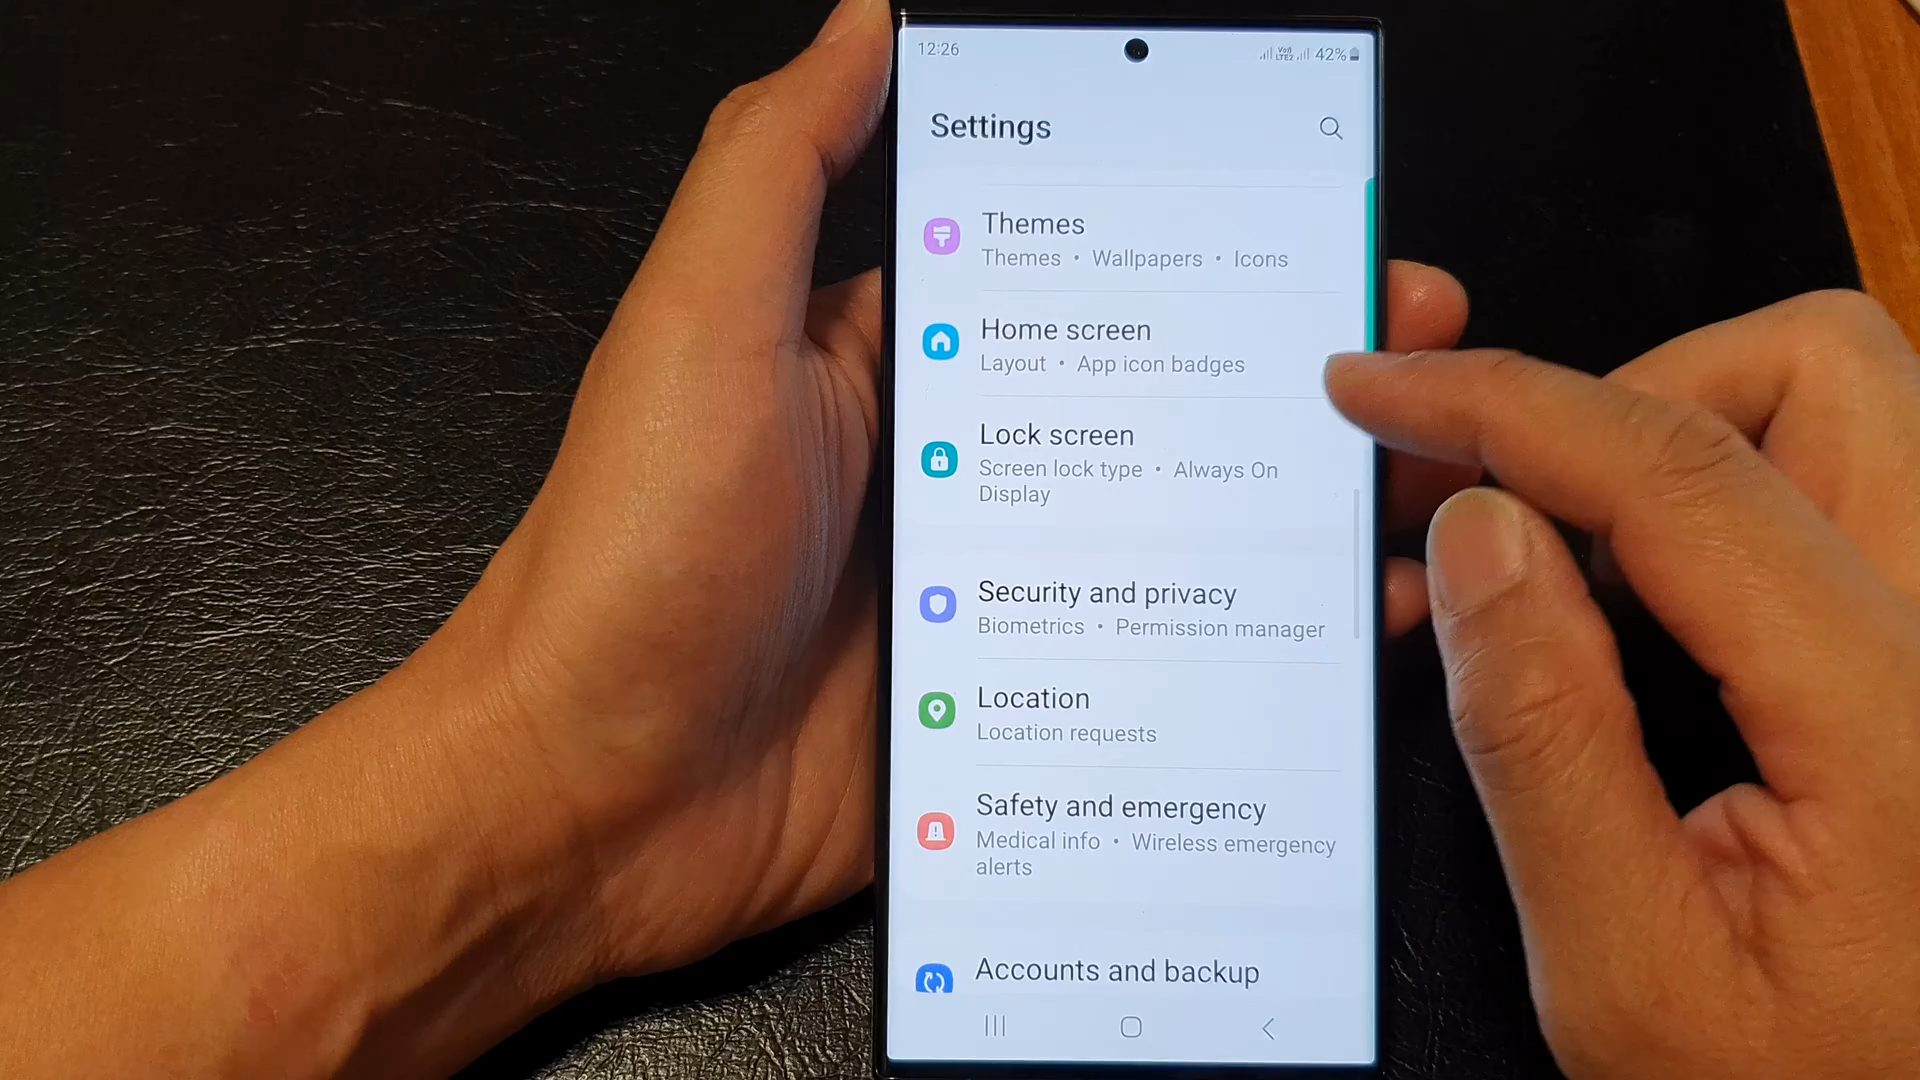 12:26
Vo))
LTE2
42%
Settings
Themes
Themes • Wallpapers • Icons
Home screen
Layout • App icon badges
Lock screen
Screen lock type • Always On
Display
Security and privacy
Biometrics • Permission manager
Location
Location requests
Safety and emergency
Medical info • Wireless emergency
alerts
Accounts and backup